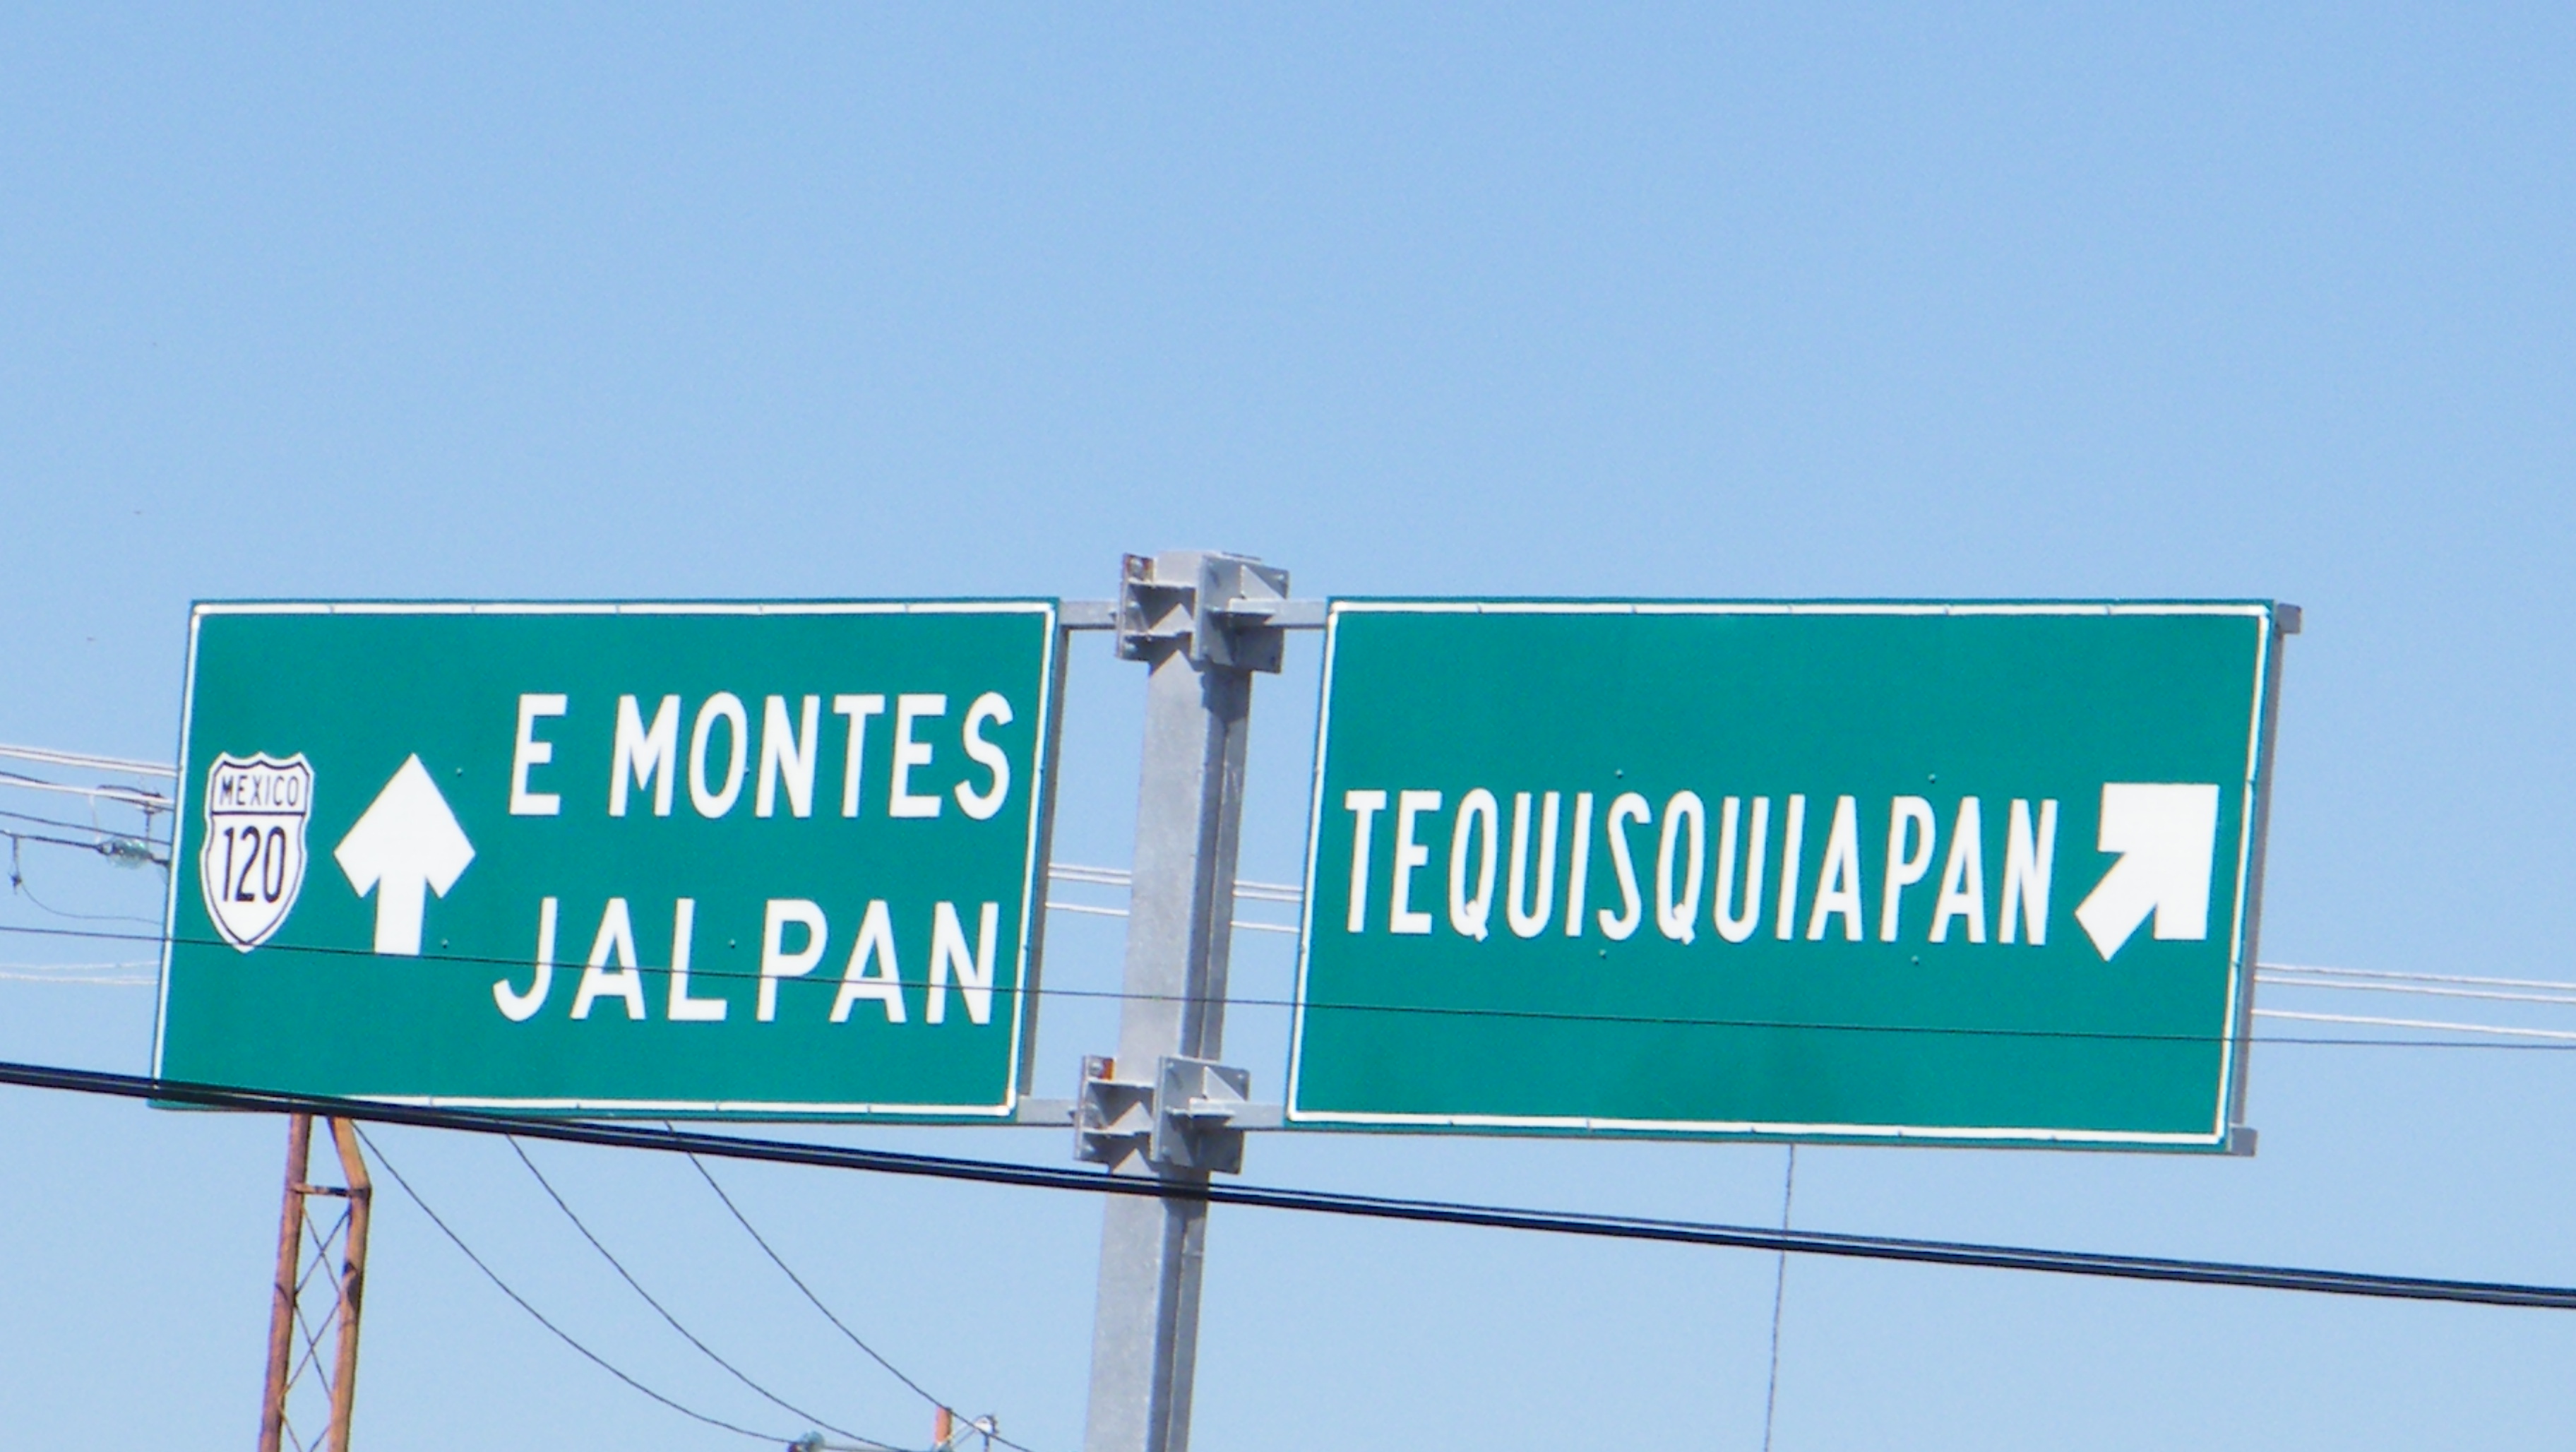 MEXICO
120
E MONTES
JALPAN
TEQUISQUIAPAN